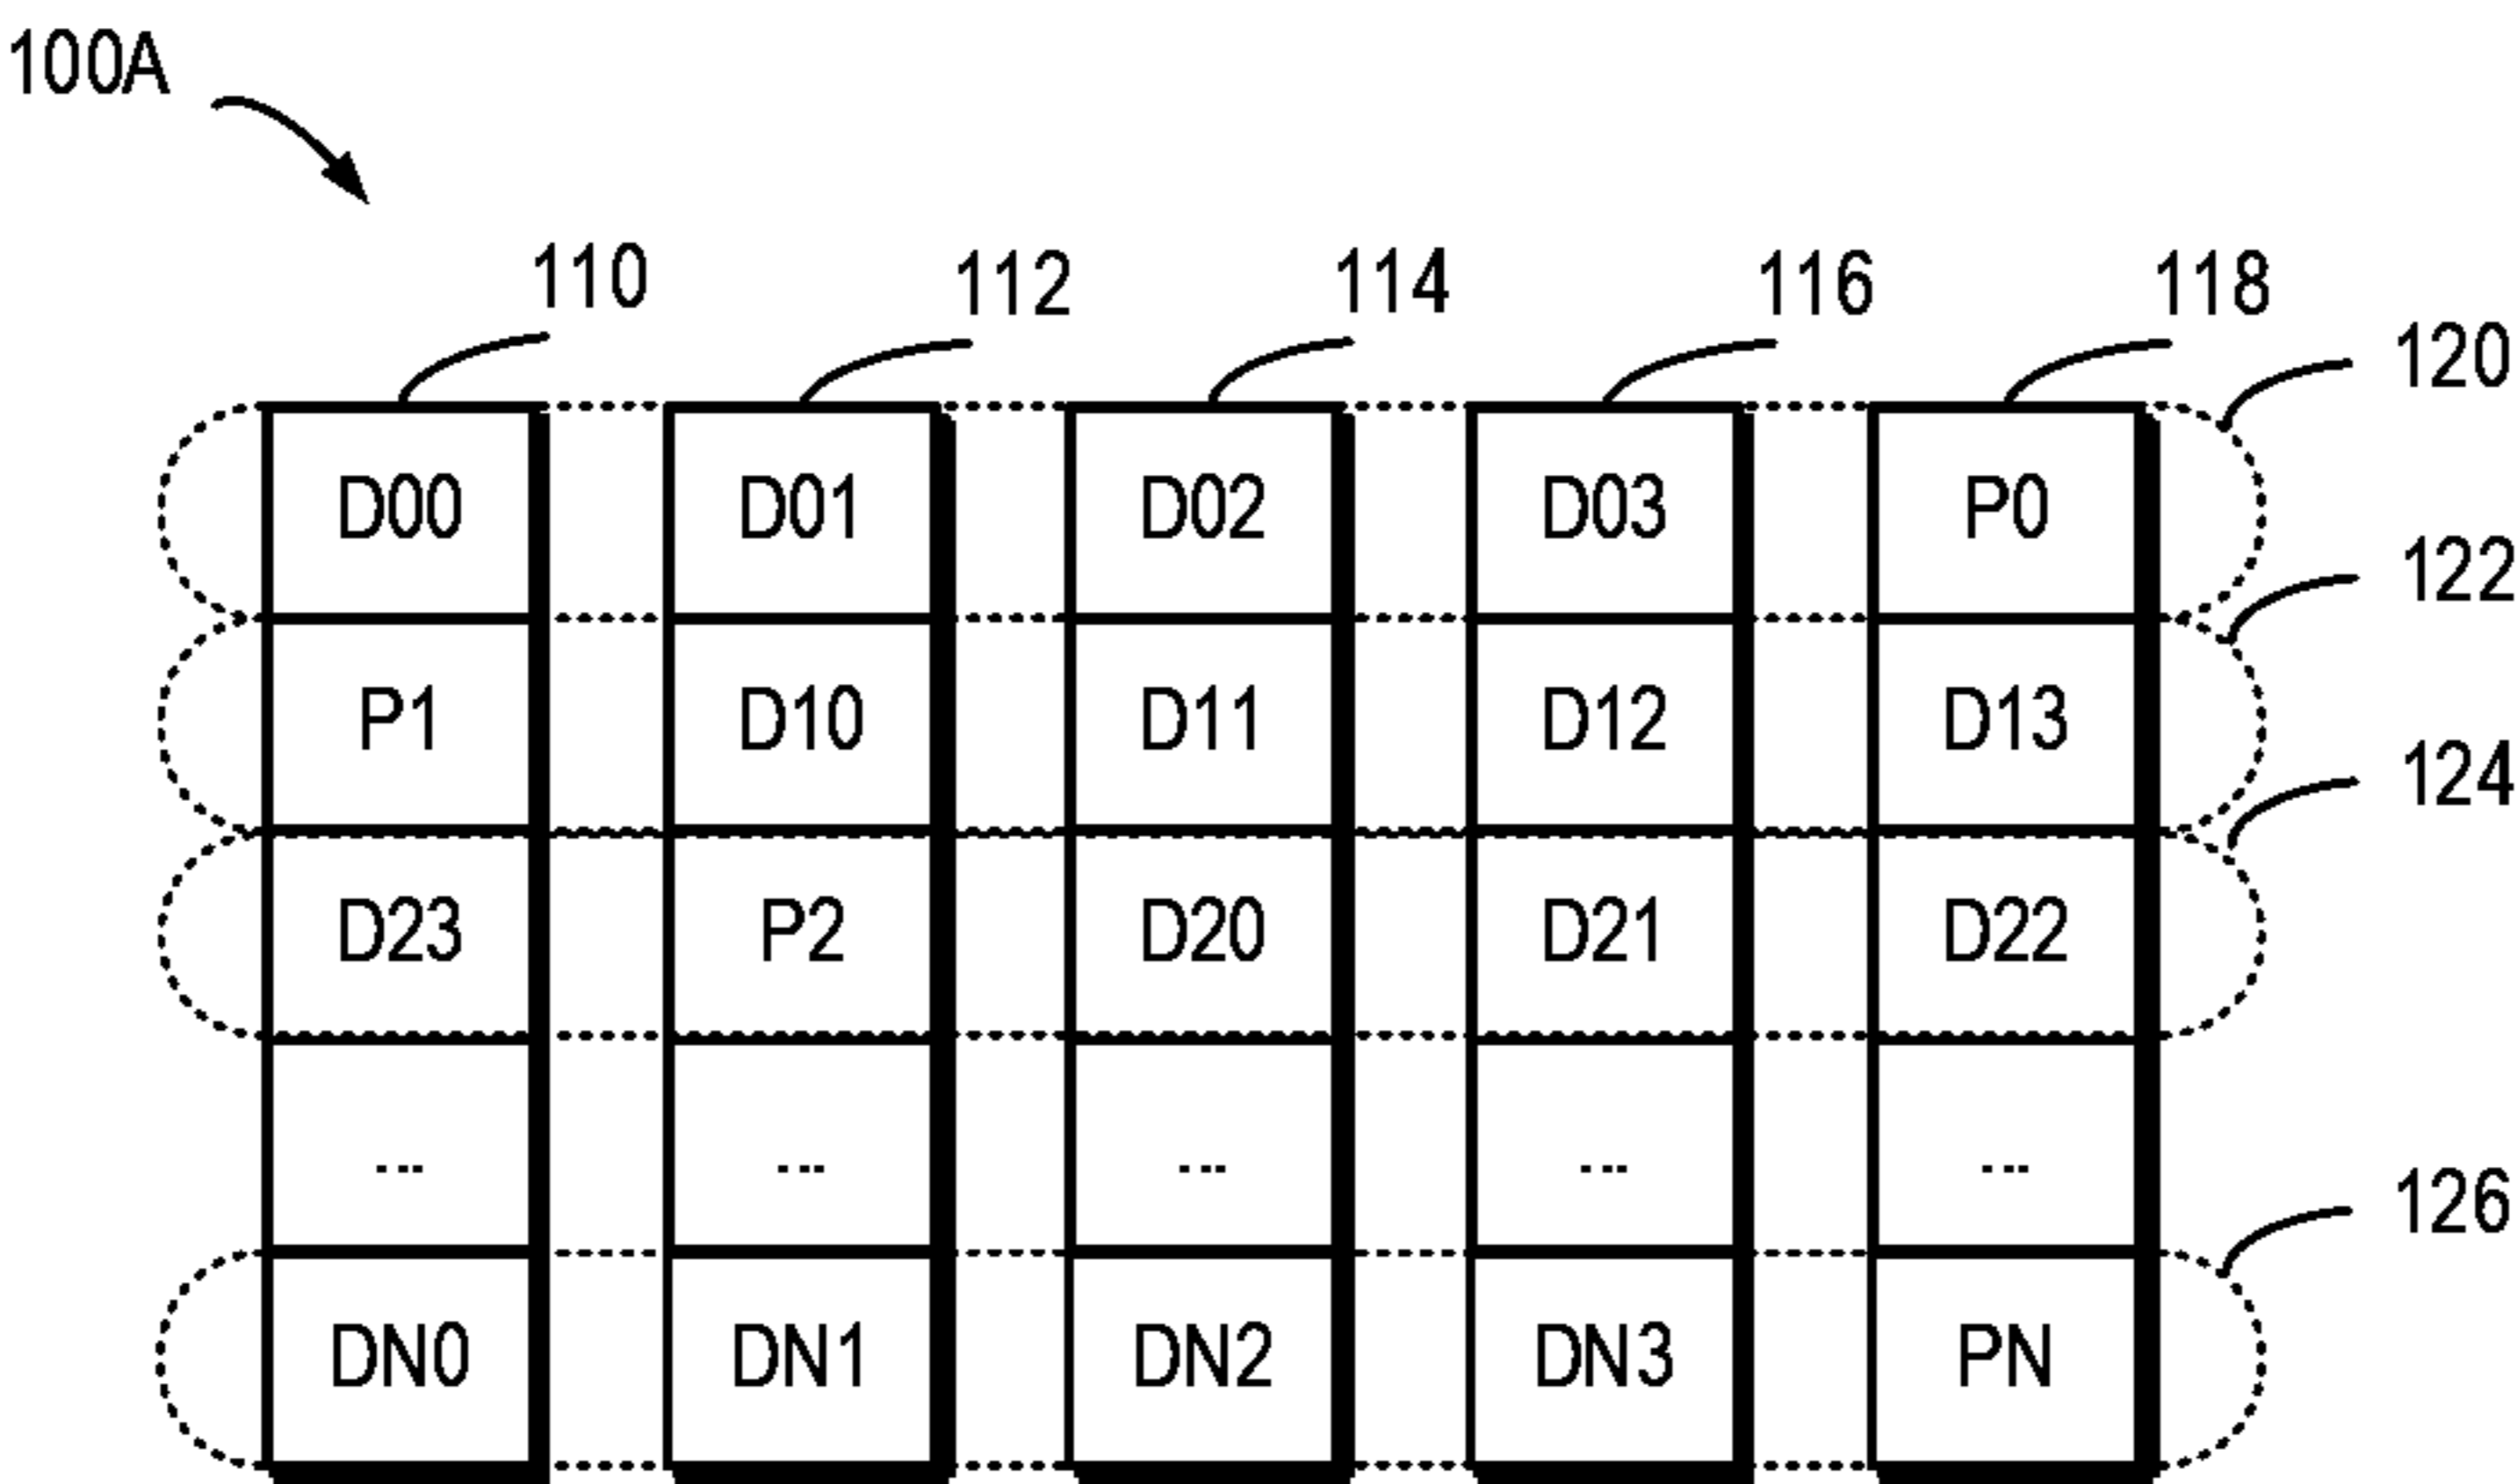 100A
110 112 114 116 118
120
D00 D01 D02 D03 P0
122
P1 D10 D11 D12 D13
124
D23 P2 D20 D21 D22
... ... ... ... ...
126
DN0 DN1 DN2 DN3 PN